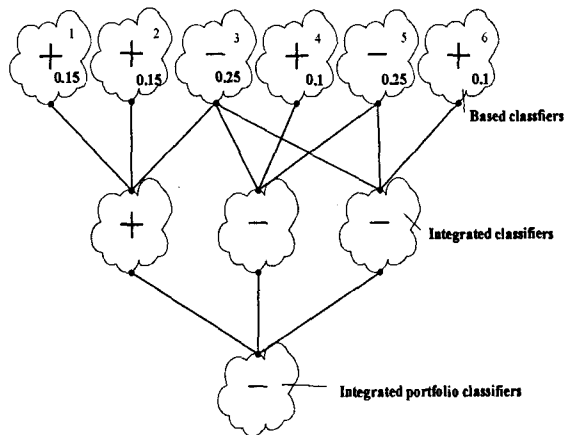 1 2 3 4 5 6
+ + − + − +
0.15 0.15 0.25 0.1 0.25 0.1
Based classfiers
+ − −
Integrated classifiers
−
Integrated portfolio classifiers